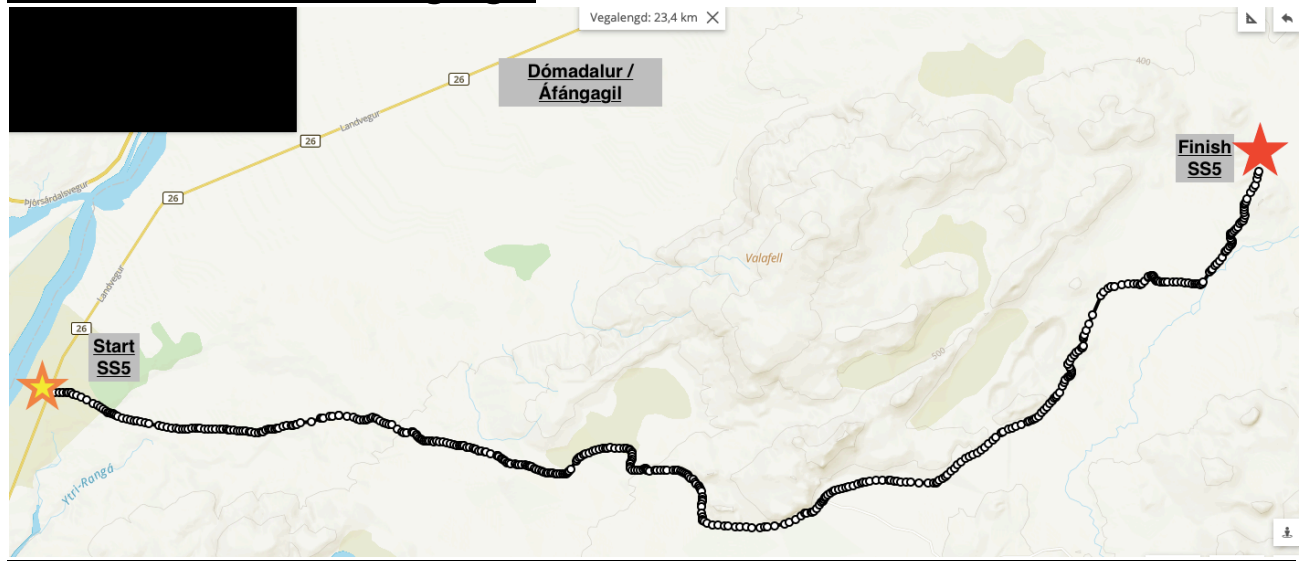 Vegalengd: 23,4 km
Dómadalur /
Áfángagil
26
Landvegur
26
400
Finish
SS5
Þjórsárdalsvegur
26
Valafell
Landvegur
26
Start
SS5
500
Ytri-Rangá